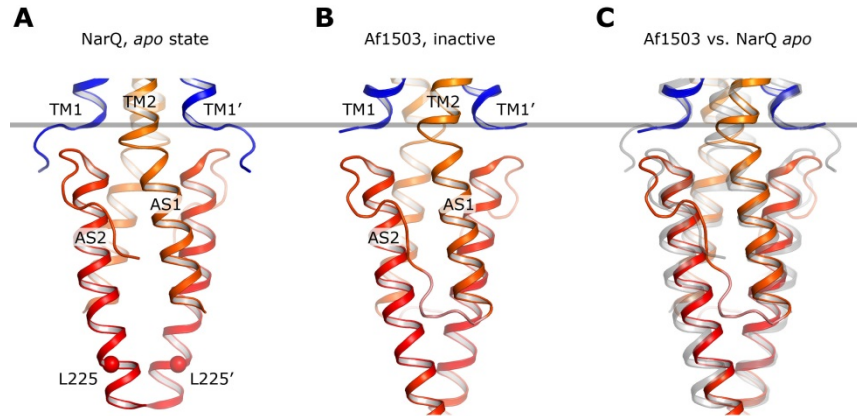 A
NarQ, apo state
TM1
TM2
TM1′
AS1
AS2
L225
L225′
B
Af1503, inactive
TM1
TM2
TM1′
AS1
AS2
C
Af1503 vs. NarQ apo